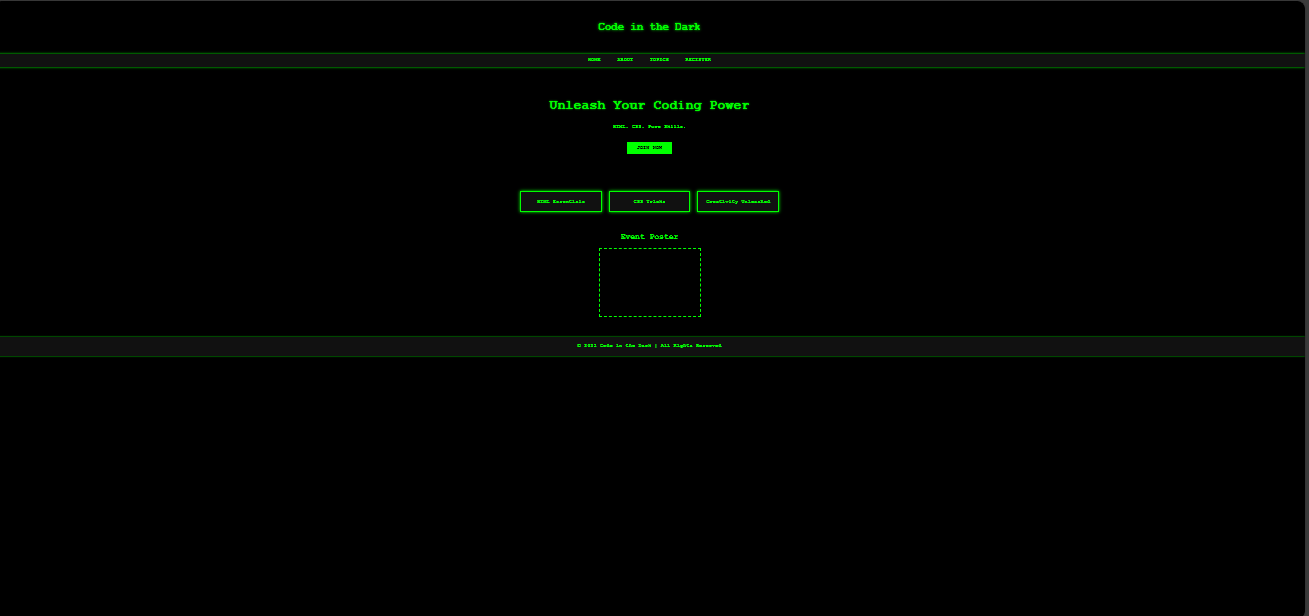 Code in the Dark
HOME ABOUT TOPICS REGISTER
Unleash Your Coding Power
HTML. CSS. Pure Skills.
JOIN NOW
HTML Essentials CSS Tricks Creativity Unleashed
Event Poster
© Code in the Dark | All Rights Reserved